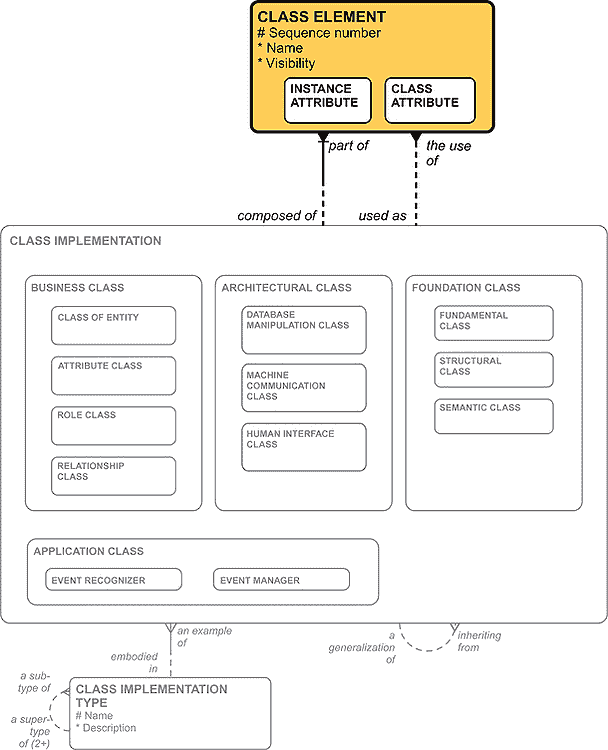 CLASS ELEMENT
# Sequence number
* Name
* Visibility
INSTANCE
ATTRIBUTE
CLASS
ATTRIBUTE
part of
the use
of
composed of
used as
CLASS IMPLEMENTATION
BUSINESS CLASS
CLASS OF ENTITY
ATTRIBUTE CLASS
ROLE CLASS
RELATIONSHIP
CLASS
ARCHITECTURAL CLASS
DATABASE
MANIPULATION CLASS
MACHINE
COMMUNICATION
CLASS
HUMAN INTERFACE
CLASS
FOUNDATION CLASS
FUNDAMENTAL
CLASS
STRUCTURAL
CLASS
SEMANTIC CLASS
APPLICATION CLASS
EVENT RECOGNIZER
EVENT MANAGER
an example
of
embodied
in
a
generalization
of
inheriting
from
a sub-
type of
a super-
type
of (2+)
CLASS IMPLEMENTATION
TYPE
# Name
* Description